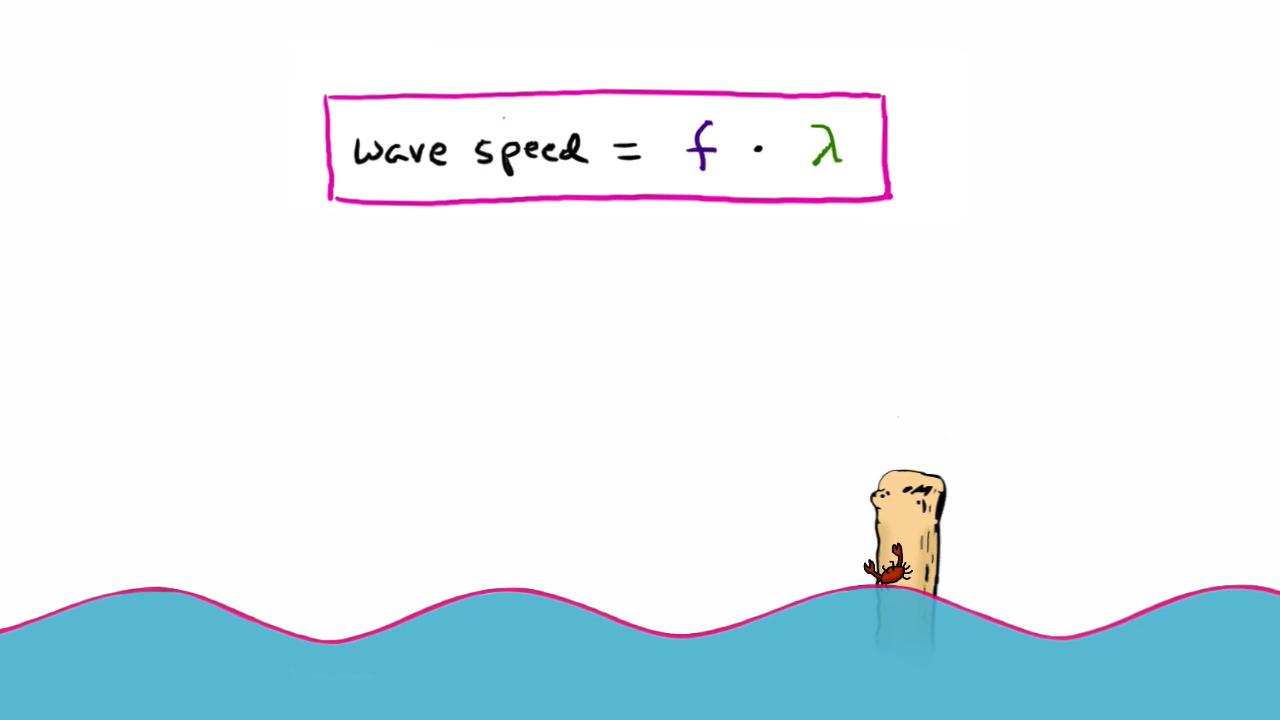 wave speed = f · λ